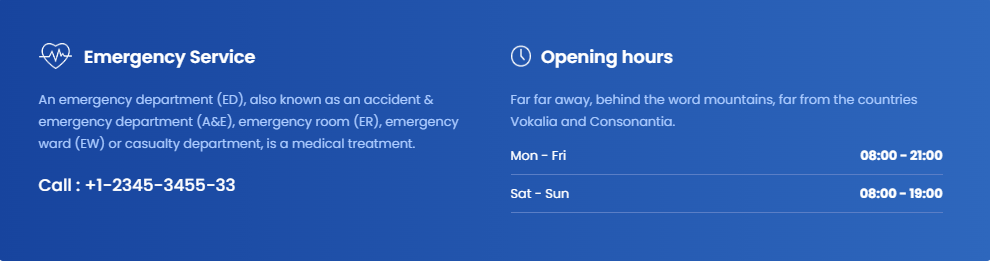 Emergency Service
An emergency department (ED), also known as an accident &
emergency department (A&E), emergency room (ER), emergency
ward (EW) or casualty department, is a medical treatment.
Call : +1-2345-3455-33
Opening hours
Far far away, behind the word mountains, far from the countries
Vokalia and Consonantia.
Mon - Fri 08:00 - 21:00
Sat - Sun 08:00 - 19:00